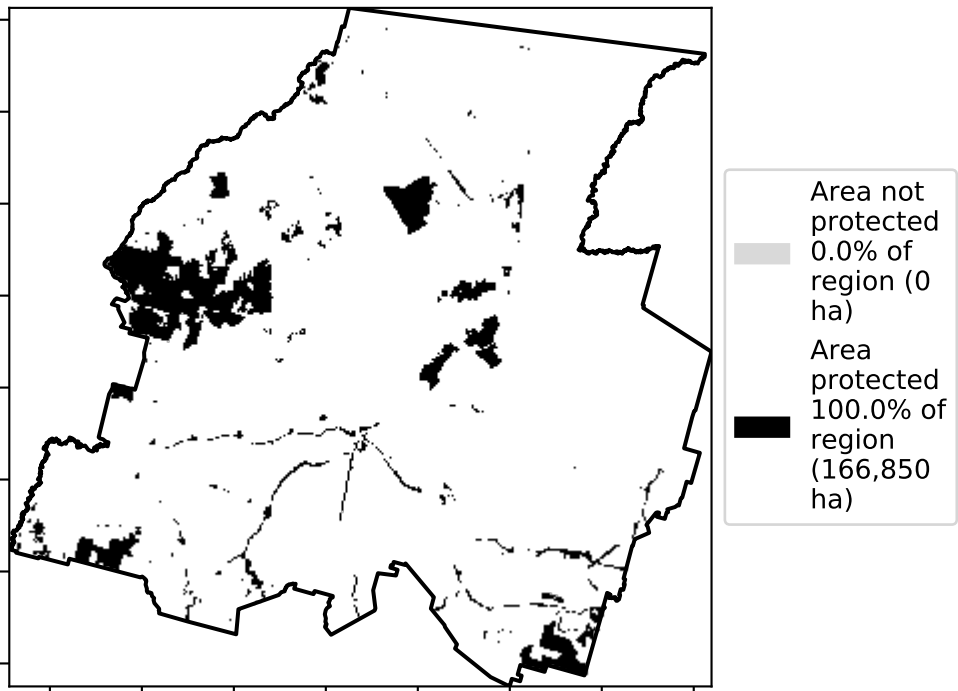 Area not
protected
0.0% of
region (0
ha)
Area
protected
100.0% of
region
(166,850
ha)